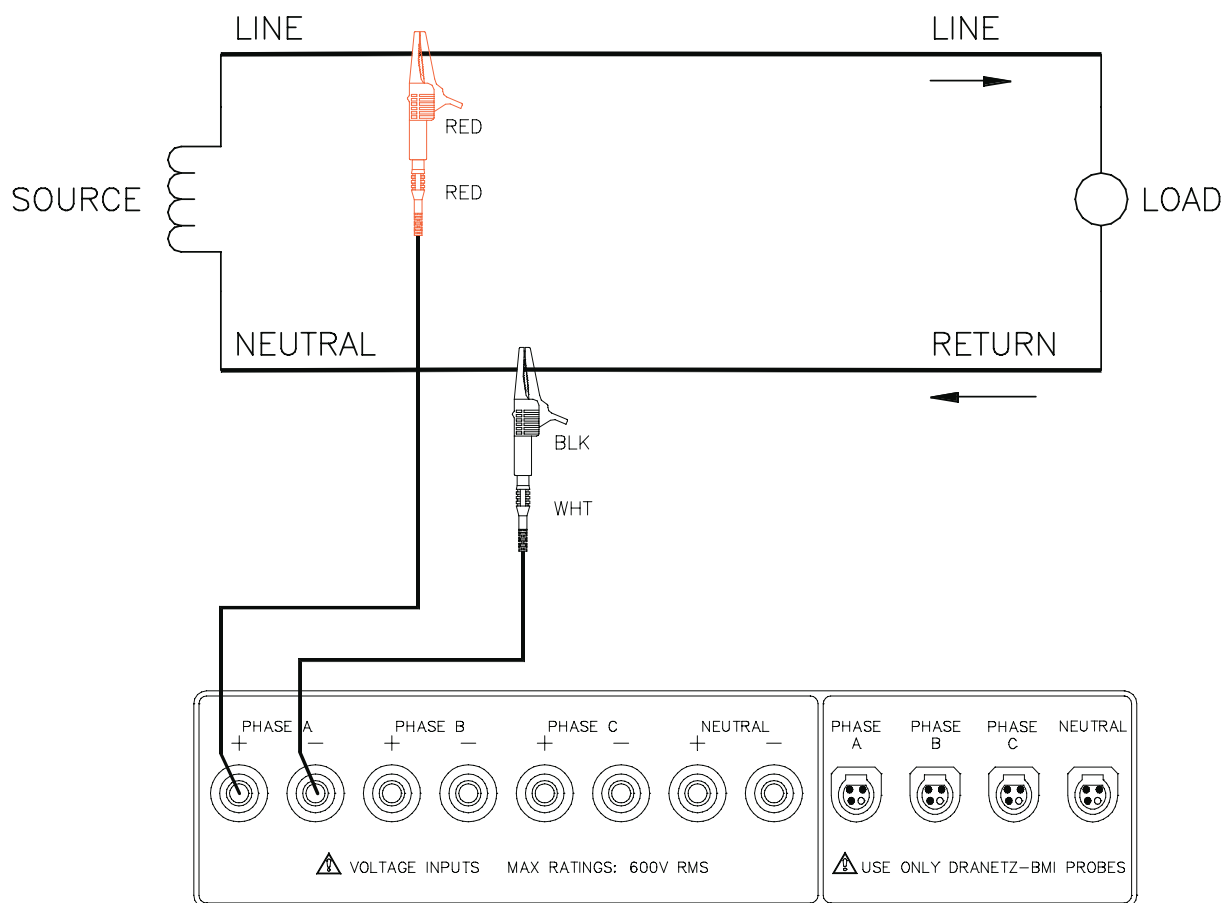 LINE
LINE
RED
RED
SOURCE
LOAD
NEUTRAL
RETURN
BLK
WHT
PHASE A
PHASE B
PHASE C
NEUTRAL
+ − + − + − + −
PHASE A
PHASE B
PHASE C
NEUTRAL
VOLTAGE INPUTS MAX RATINGS: 600V RMS
USE ONLY DRANETZ-BMI PROBES